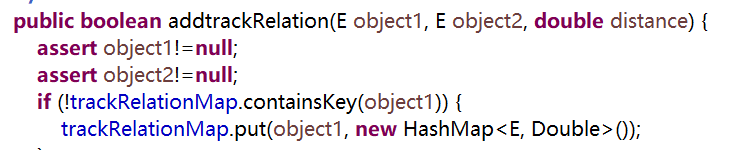 public boolean addtrackRelation(E object1, E object2, double distance) {
assert object1!=null;
assert object2!=null;
if (!trackRelationMap.containsKey(object1)) {
trackRelationMap.put(object1, new HashMap<E, Double>());